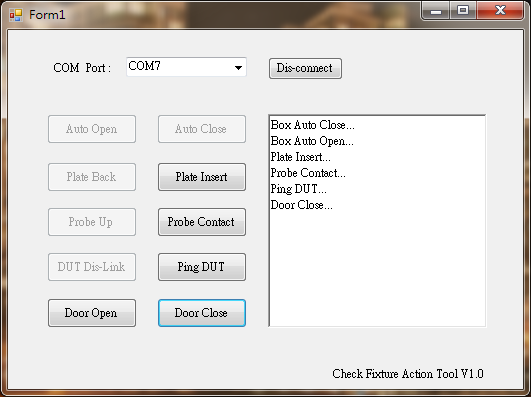 Form1
COM Port :
COM7
Dis-connect
Auto Open
Auto Close
Plate Back
Plate Insert
Probe Up
Probe Contact
DUT Dis-Link
Ping DUT
Door Open
Door Close
Box Auto Close...
Box Auto Open...
Plate Insert...
Probe Contact...
Ping DUT...
Door Close...
Check Fixture Action Tool V1.0